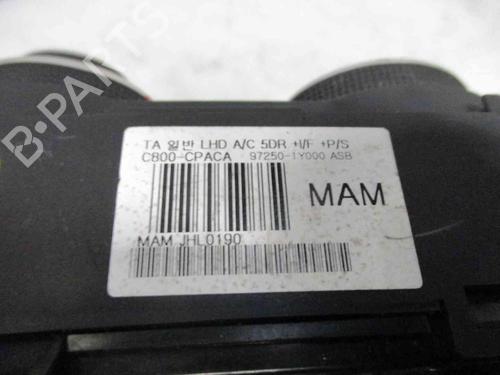 B-PARTS
TA 일반 LHD A/C 5DR +I/F +P/S
C800-CPACA 97250-1Y000 ASB
MAM
MAM JHL0190